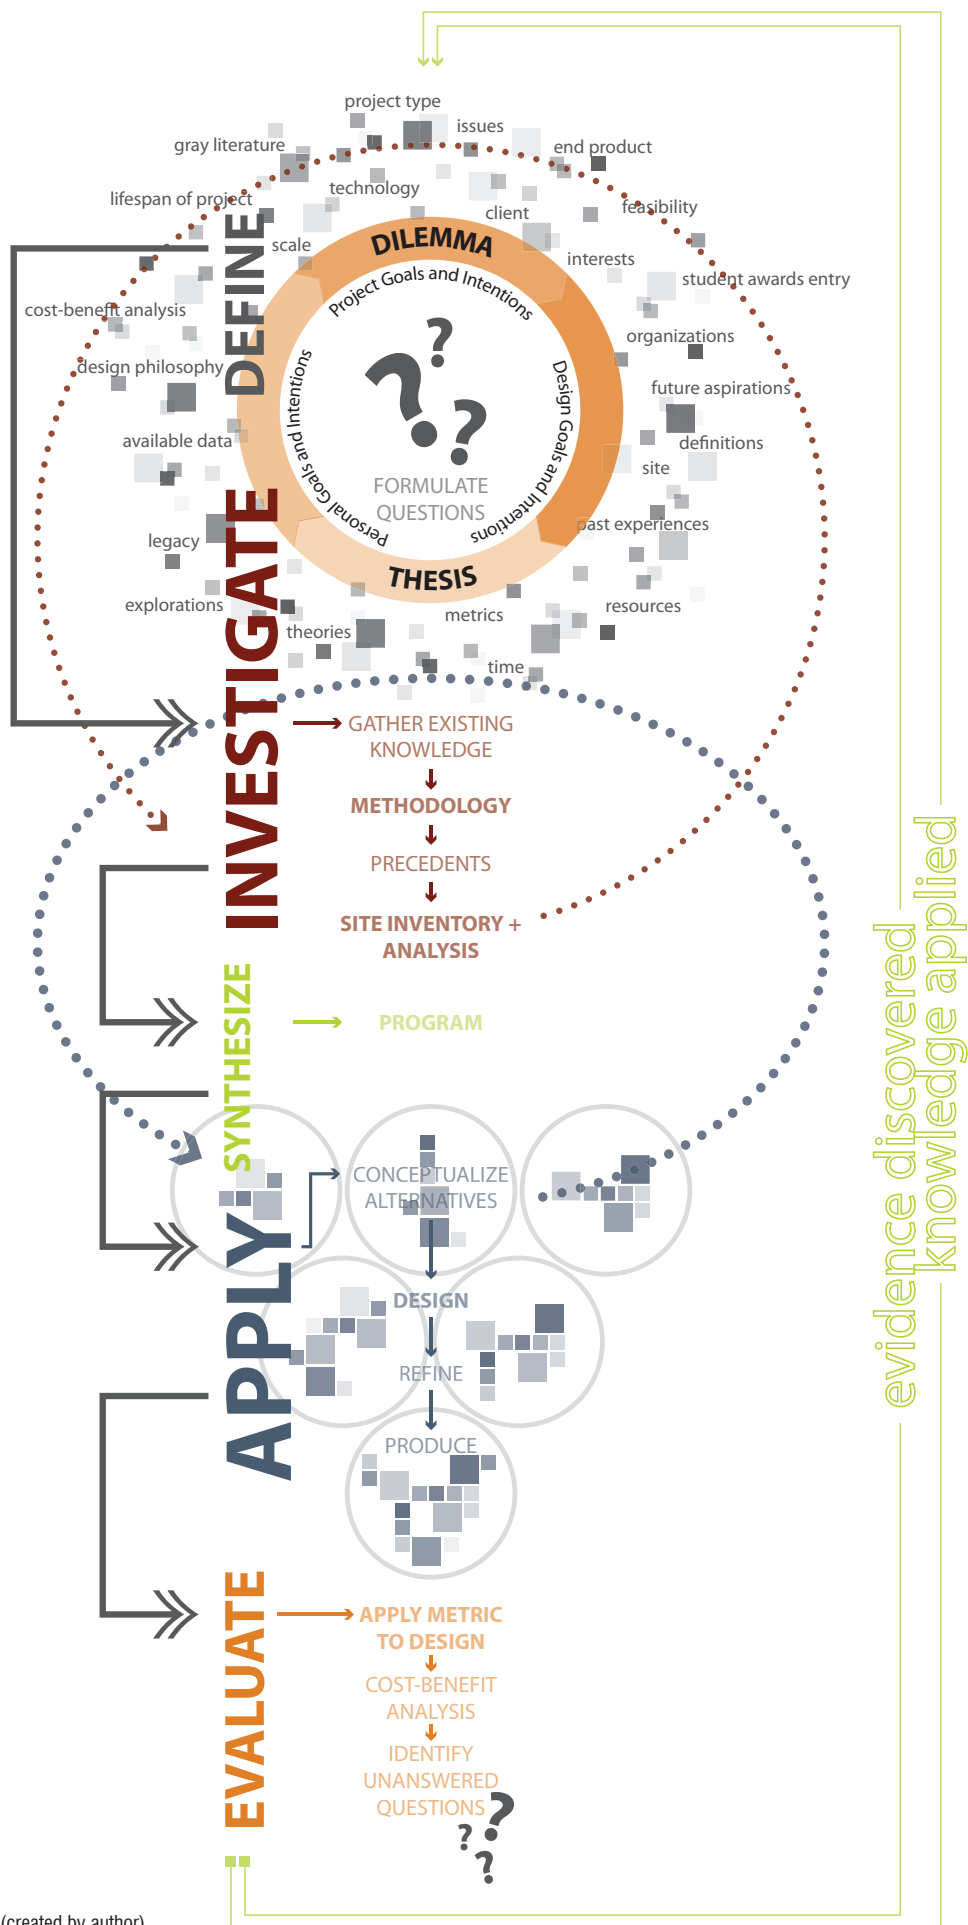 project type
issues
gray literature
end product
technology
lifespan of project
client
feasibility
scale
interests
student awards entry
cost-benefit analysis
organizations
design philosophy
future aspirations
available data
definitions
site
past experiences
legacy
explorations
resources
theories
metrics
time
DILEMMA
THESIS
Project Goals and Intentions
Design Goals and Intentions
Personal Goals and Intentions
? ? ?
FORMULATE
QUESTIONS
DEFINE
INVESTIGATE
GATHER EXISTING
KNOWLEDGE
METHODOLOGY
PRECEDENTS
SITE INVENTORY +
ANALYSIS
SYNTHESIZE
PROGRAM
APPLY
CONCEPTUALIZE
ALTERNATIVES
DESIGN
REFINE
PRODUCE
EVALUATE
APPLY METRIC
TO DESIGN
COST-BENEFIT
ANALYSIS
IDENTIFY
UNANSWERED
QUESTIONS
? ? ?
evidence discovered
knowledge applied
(created by author)